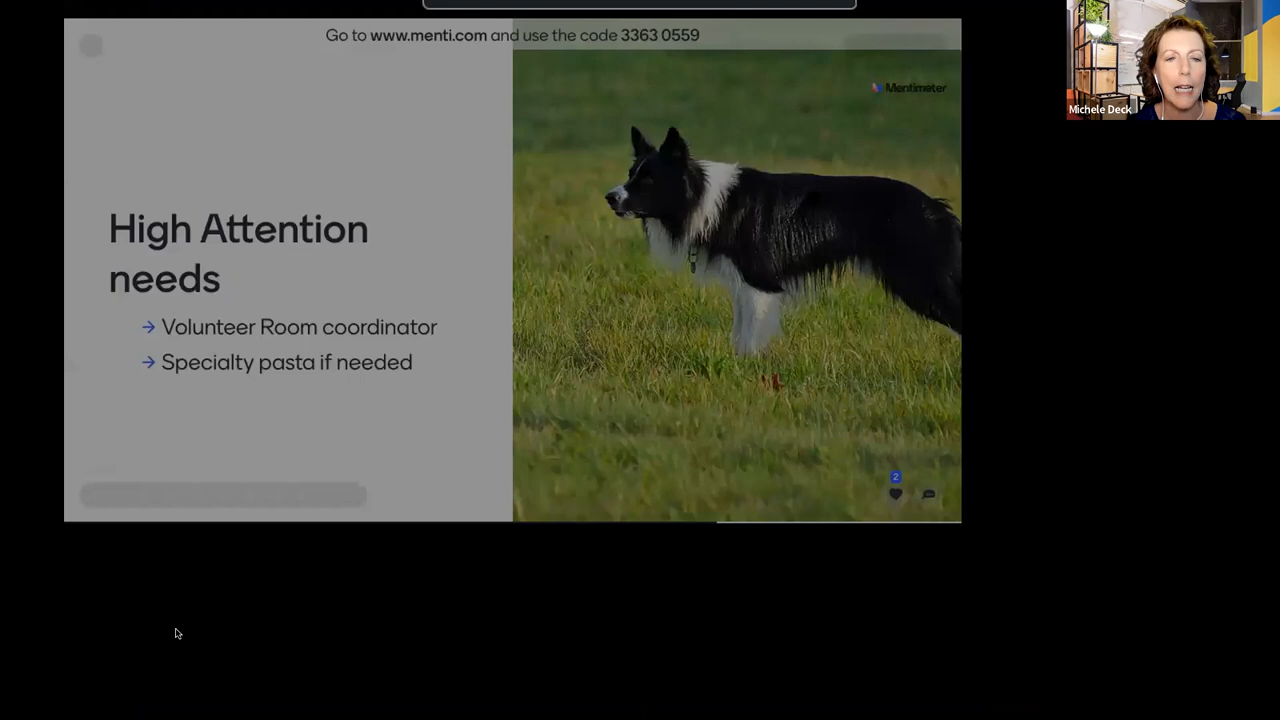 Go to www.menti.com and use the code 3363 0559
Mentimeter
High Attention
needs
→ Volunteer Room coordinator
→ Specialty pasta if needed
2
Michele Deck